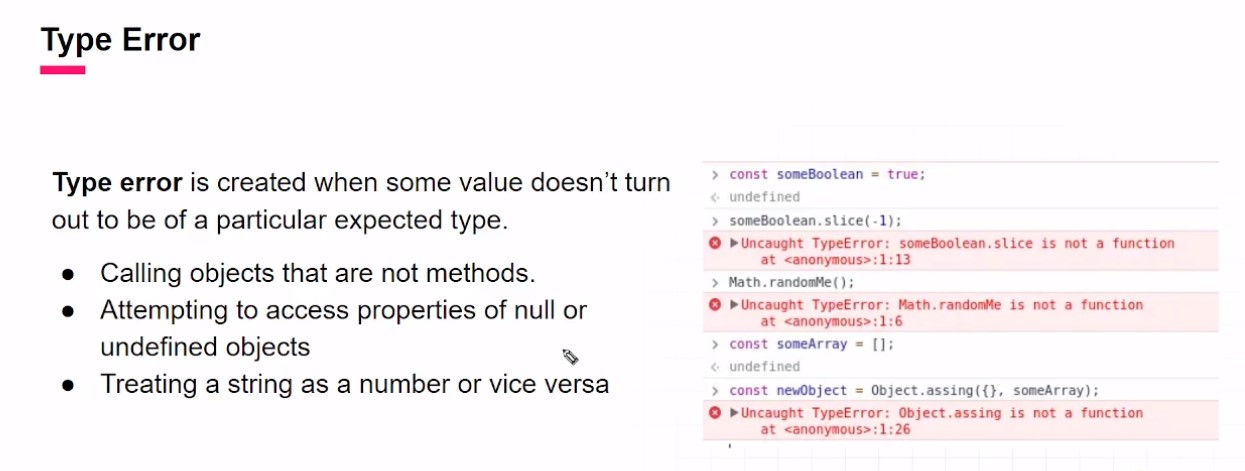 Type Error
Type error is created when some value doesn't turn
out to be of a particular expected type.
● Calling objects that are not methods.
● Attempting to access properties of null or
undefined objects
● Treating a string as a number or vice versa
> const someBoolean = true;
<· undefined
> someBoolean.slice(-1);
▶Uncaught TypeError: someBoolean.slice is not a function
at <anonymous>:1:13
> Math.randomMe();
▶Uncaught TypeError: Math.randomMe is not a function
at <anonymous>:1:6
> const someArray = [];
<· undefined
> const newObject = Object.assing({}, someArray);
▶Uncaught TypeError: Object.assing is not a function
at <anonymous>:1:26